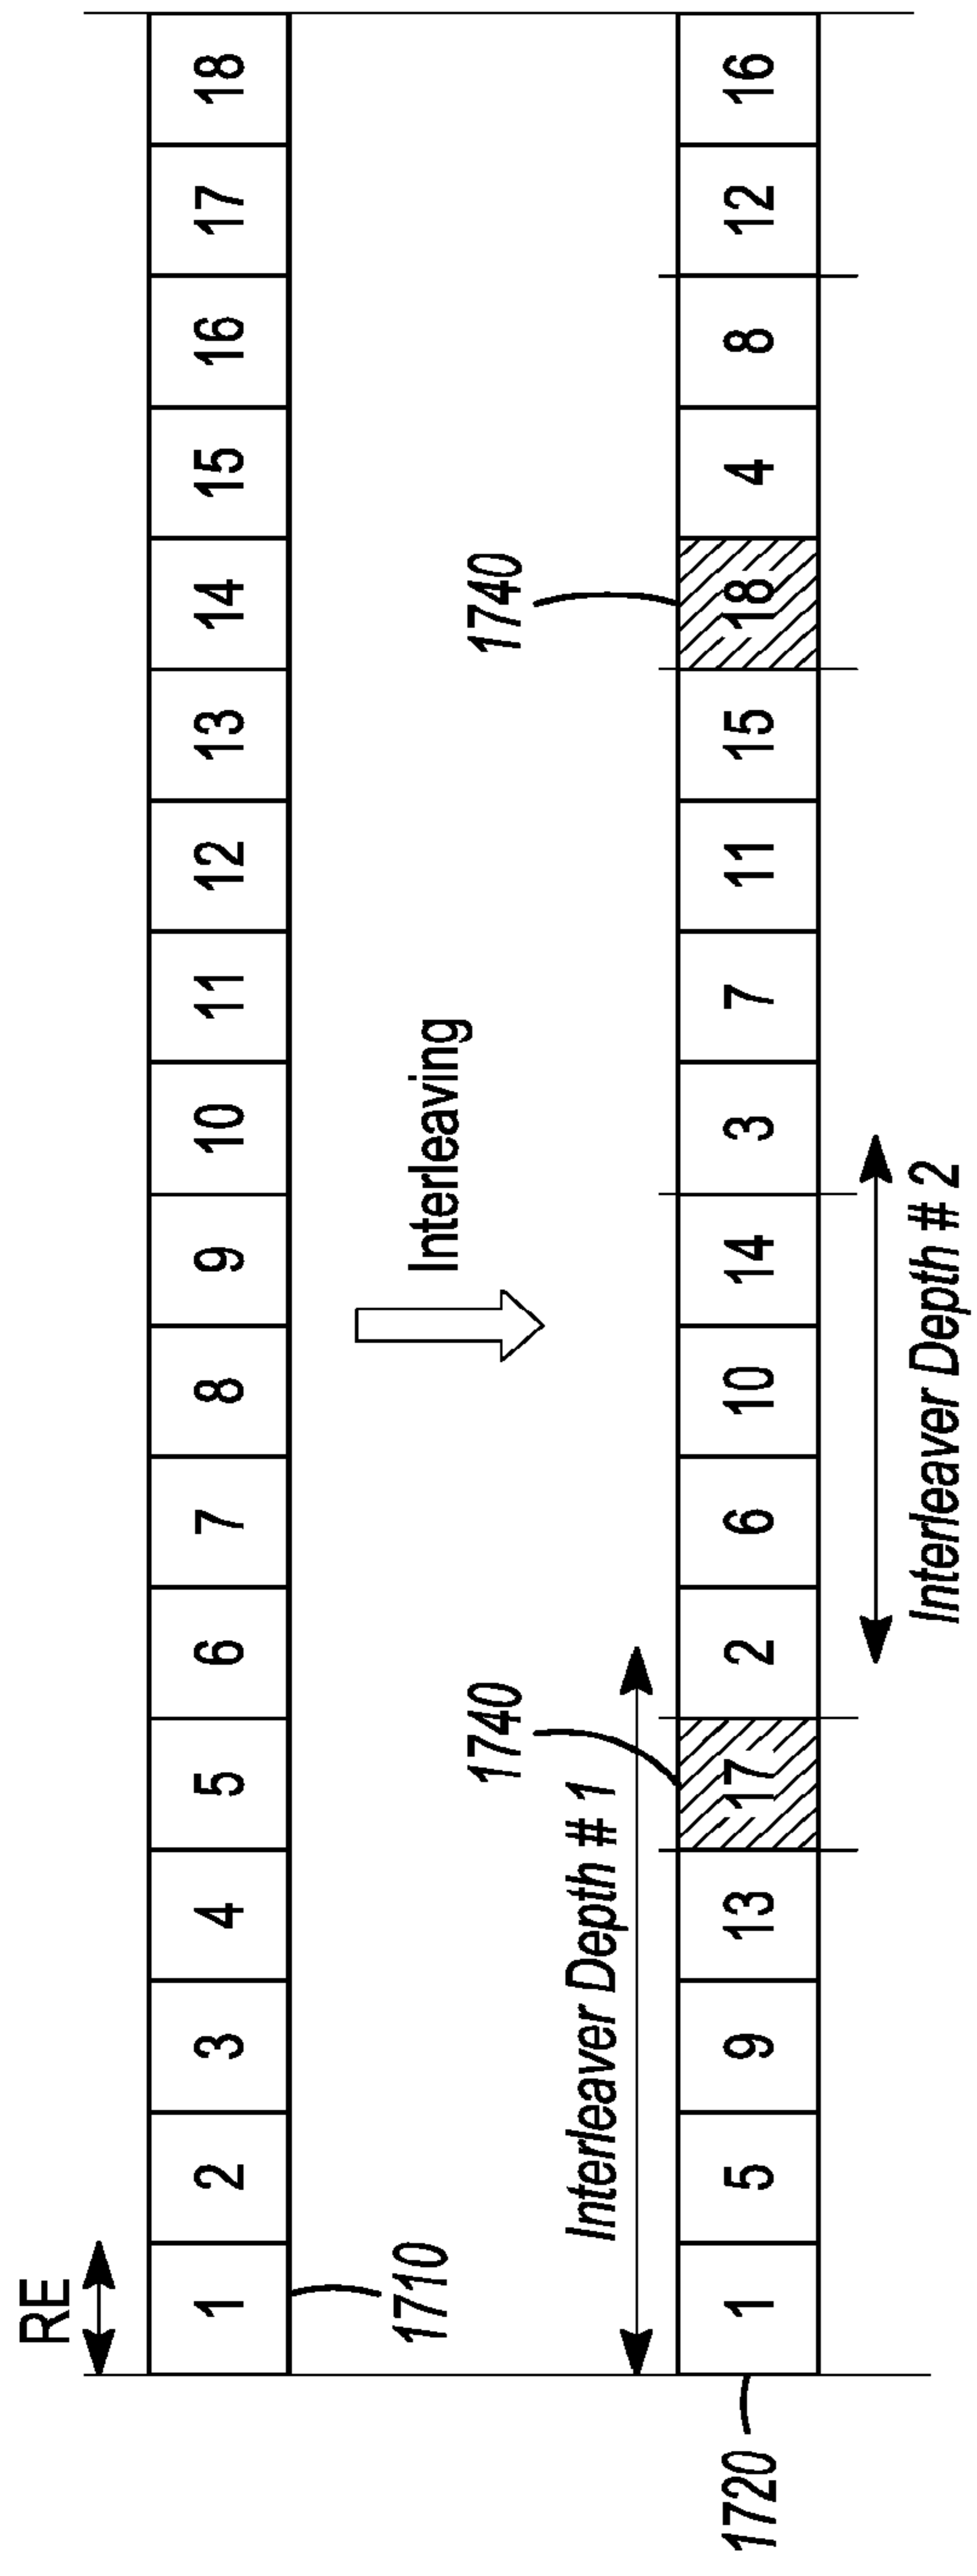 RE
1 2 3 4 5 6 7 8 9 10 11 12 13 14 15 16 17 18
1710
Interleaving
1740
1740
Interleaver Depth # 1
1 5 9 13 17 2 6 10 14 3 7 11 15 18 4 8 12 16
1720
Interleaver Depth # 2